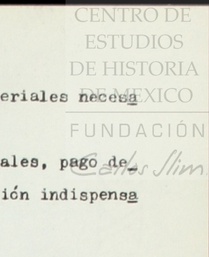 CENTRO DE
ESTUDIOS
DE HISTORIA
DE MEXICO
eriales necesa
FUNDACIÓN
ales, pago de
Carlos Slim
ión indispensa